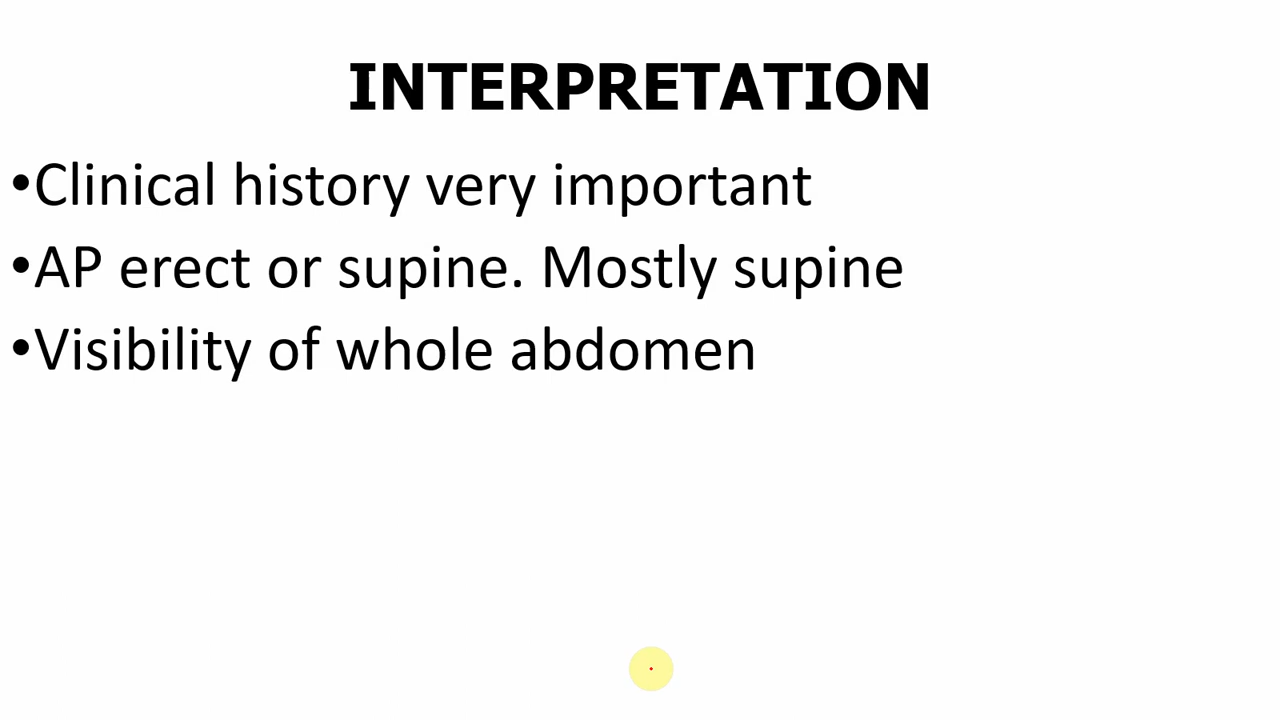 INTERPRETATION
•Clinical history very important
•AP erect or supine. Mostly supine
•Visibility of whole abdomen